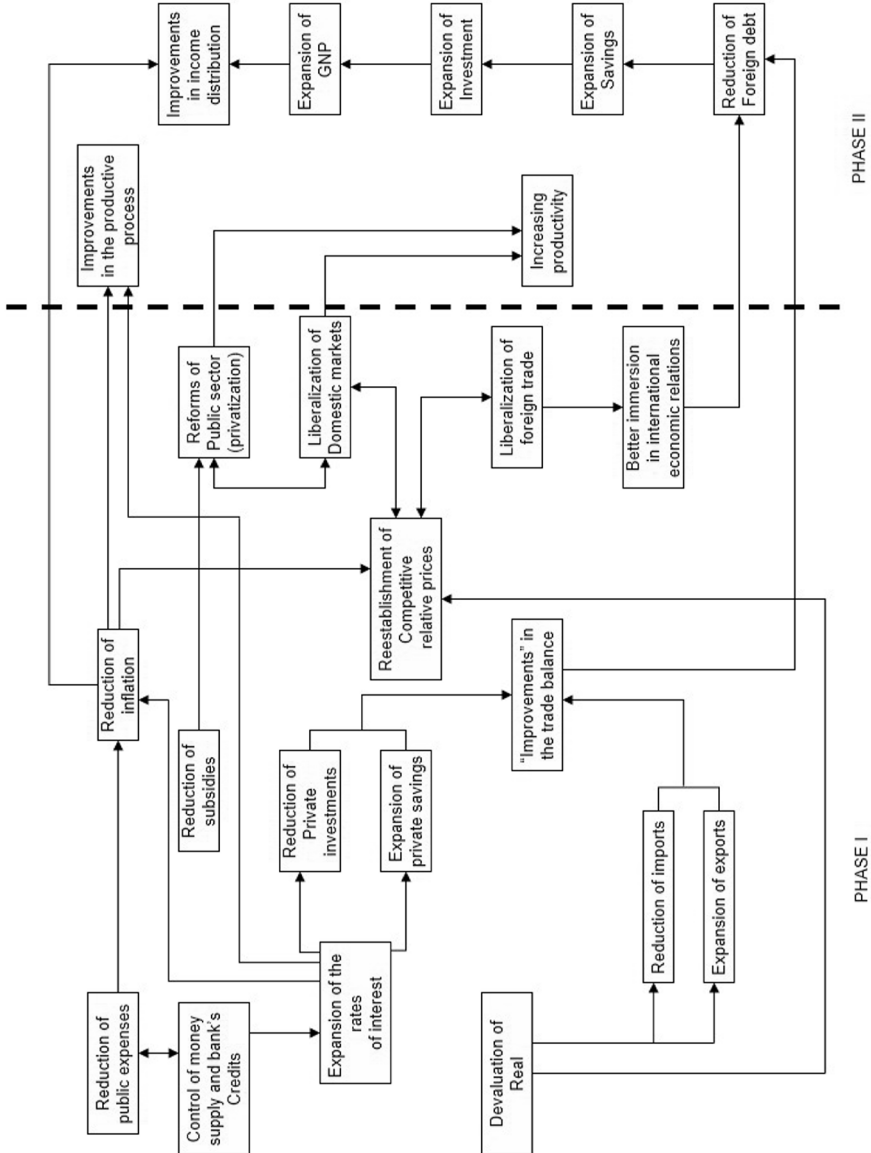 Reduction of
public expenses
Control of money
supply and bank's
Credits
Expansion of the
rates
of interest
Devaluation of
Real
Reduction of
subsidies
Reduction of
Private
investments
Expansion of
private savings
Reduction of imports
Expansion of exports
Reduction of
inflation
Reestablishment of
Competitive
relative prices
"Improvements" in
the trade balance
Reforms of
Public sector
(privatization)
Liberalization of
Domestic markets
Liberalization of
foreign trade
Better immersion
in international
economic relations
Improvements
in the productive
process
Increasing
productivity
Improvements
in income
distribution
Expansion of
GNP
Expansion of
Investment
Expansion of
Savings
Reduction of
Foreign debt
PHASE I
PHASE II